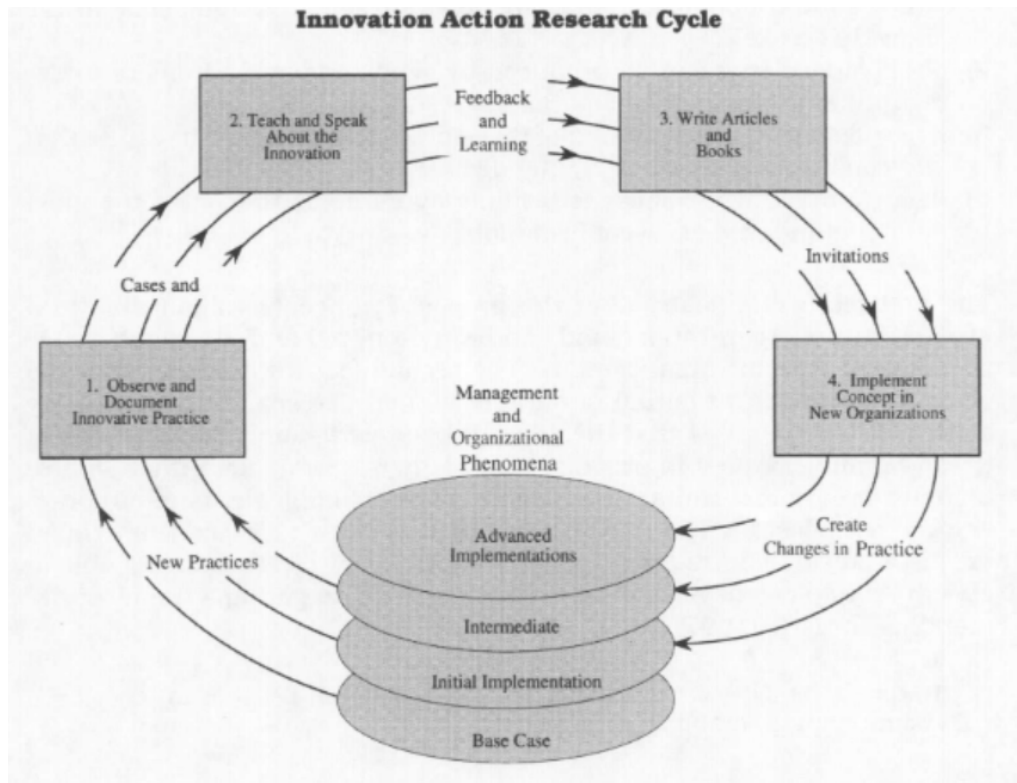 Innovation Action Research Cycle
2. Teach and Speak
About the
Innovation
Feedback
and
Learning
3. Write Articles
and
Books
Cases and
Invitations
1. Observe and
Document
Innovative Practice
Management
and
Organizational
Phenomena
4. Implement
Concept in
New Organizations
Advanced
Implementations
Create
Changes in Practice
New Practices
Intermediate
Initial Implementation
Base Case